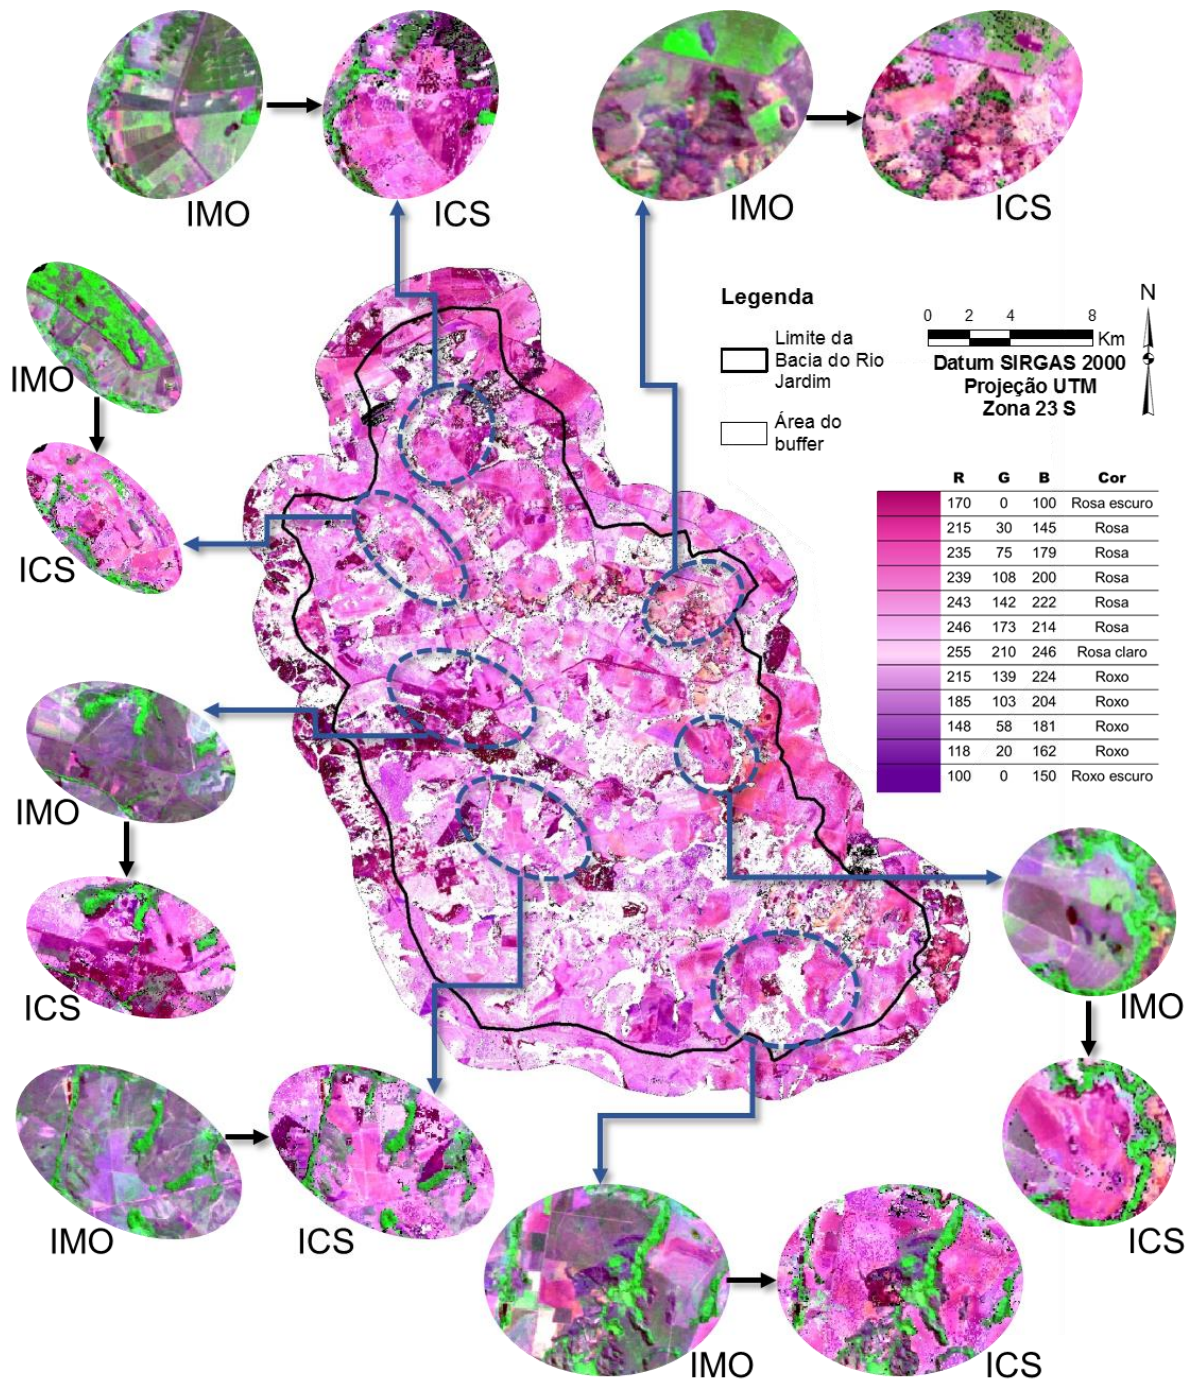 IMO
ICS
IMO
ICS
IMO
ICS
Legenda
Limite da
Bacia do Rio
Jardim
Área do
buffer
0 2 4 8
Km
Datum SIRGAS 2000
Projeção UTM
Zona 23 S
N
R G B Cor
170 0 100 Rosa escuro
215 30 145 Rosa
235 75 179 Rosa
239 108 200 Rosa
243 142 222 Rosa
246 173 214 Rosa
255 210 246 Rosa claro
215 139 224 Roxo
185 103 204 Roxo
148 58 181 Roxo
118 20 162 Roxo
100 0 150 Roxo escuro
IMO
ICS
IMO
ICS
IMO
ICS
IMO
ICS